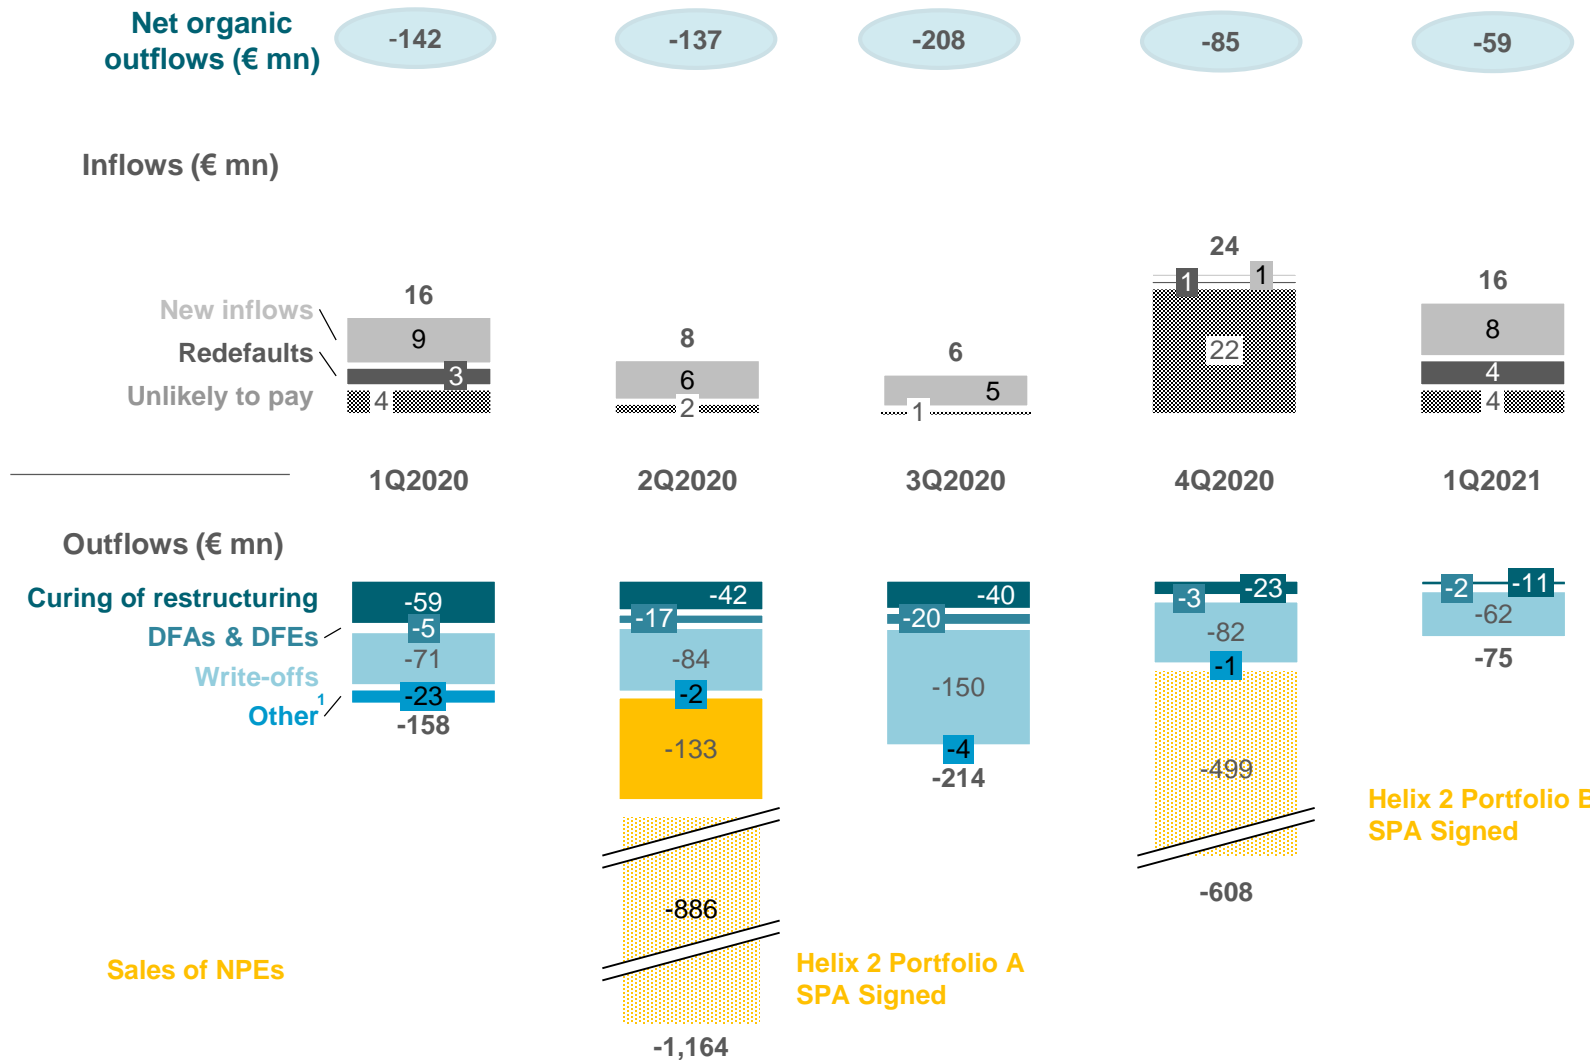 Net organic
outflows (€ mn)
-142
-137
-208
-85
-59
Inflows (€ mn)
New inflows
Redefaults
Unlikely to pay
16
9
3
4
8
6
2
6
5
1
24
1
1
22
16
8
4
4
1Q2020
2Q2020
3Q2020
4Q2020
1Q2021
Outflows (€ mn)
Curing of restructuring
DFAs & DFEs
Write-offs
Other1
Sales of NPEs
-59
-5
-71
-23
-158
-42
-17
-84
-2
-133
-886
-1,164
Helix 2 Portfolio A
SPA Signed
-40
-20
-150
-4
-214
-23
-3
-82
-1
-499
-608
Helix 2 Portfolio B
SPA Signed
-11
-2
-62
-75